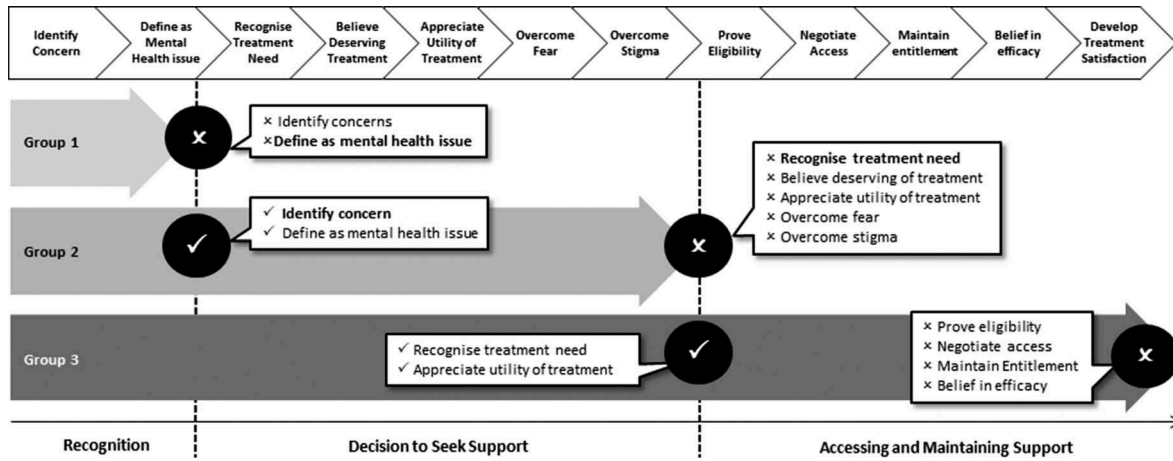 Identify
Concern
Define as
Mental
Health issue
Recognise
Treatment
Need
Believe
Deserving
Treatment
Appreciate
Utility of
Treatment
Overcome
Fear
Overcome
Stigma
Prove
Eligibility
Negotiate
Access
Maintain
entitlement
Belief in
efficacy
Develop
Treatment
Satisfaction
Group 1
× Identify concerns
× Define as mental health issue
Group 2
✓ Identify concern
✓ Define as mental health issue
× Recognise treatment need
× Believe deserving of treatment
× Appreciate utility of treatment
× Overcome fear
× Overcome stigma
Group 3
✓ Recognise treatment need
✓ Appreciate utility of treatment
× Prove eligibility
× Negotiate access
× Maintain Entitlement
× Belief in efficacy
Recognition
Decision to Seek Support
Accessing and Maintaining Support